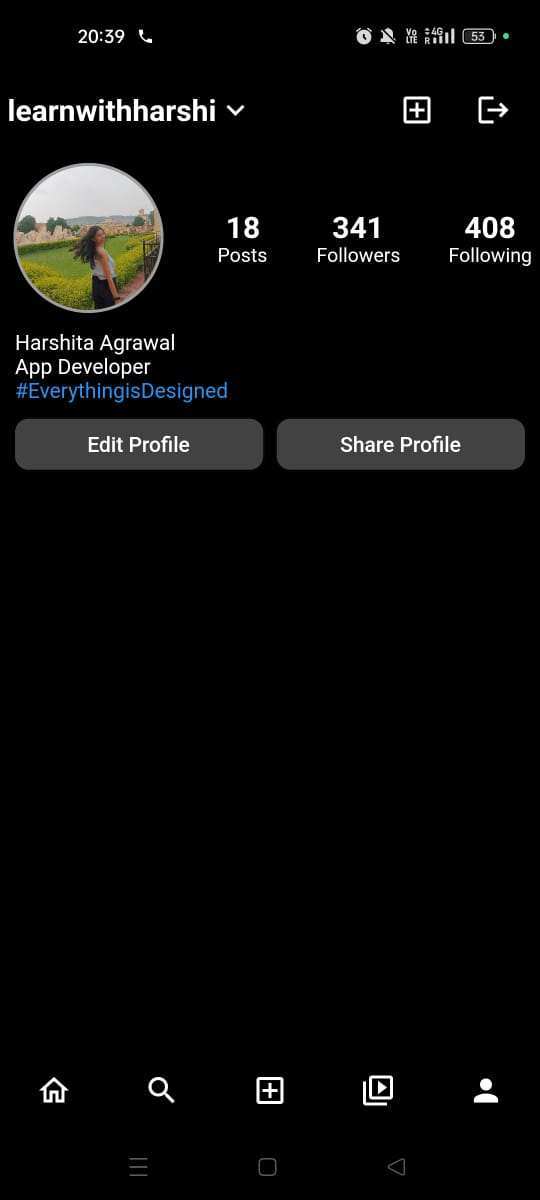 20:39
Vo LTE 4G R 53
learnwithharshi
18 341 408
Posts Followers Following
Harshita Agrawal
App Developer
#EverythingisDesigned
Edit Profile Share Profile